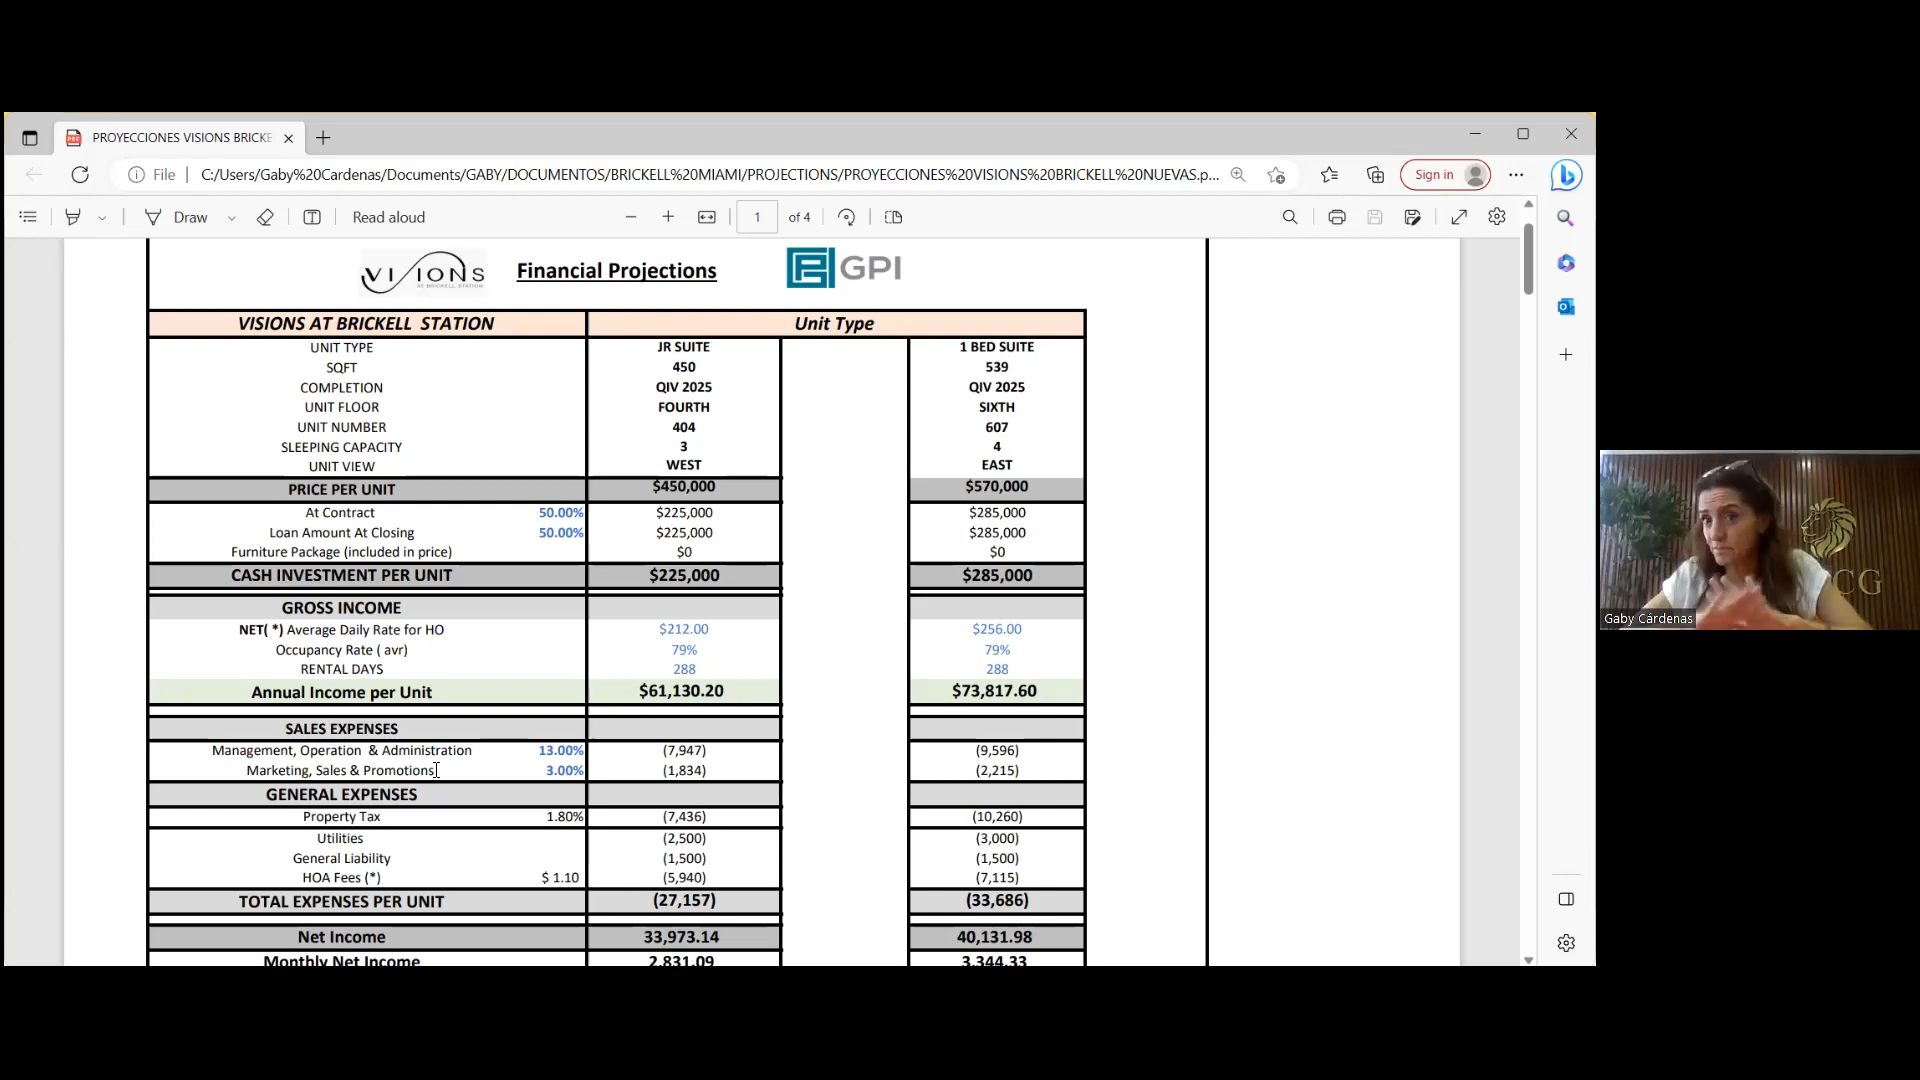 PROYECCIONES VISIONS BRICKE
File
C:/Users/Gaby%20Cardenas/Documents/GABY/DOCUMENTOS/BRICKELL%20MIAMI/PROJECTIONS/PROYECCIONES%20VISIONS%20BRICKELL%20NUEVAS.p...
Sign in
Draw
Read aloud
1 of 4
VISIONS
AT BRICKELL STATION
Financial Projections
GPI
VISIONS AT BRICKELL STATION Unit Type
UNIT TYPE JR SUITE 1 BED SUITE
SQFT 450 539
COMPLETION QIV 2025 QIV 2025
UNIT FLOOR FOURTH SIXTH
UNIT NUMBER 404 607
SLEEPING CAPACITY 3 4
UNIT VIEW WEST EAST
PRICE PER UNIT $450,000 $570,000
At Contract 50.00% $225,000 $285,000
Loan Amount At Closing 50.00% $225,000 $285,000
Furniture Package (included in price) $0 $0
CASH INVESTMENT PER UNIT $225,000 $285,000
GROSS INCOME
NET( *) Average Daily Rate for HO $212.00 $256.00
Occupancy Rate ( avr) 79% 79%
RENTAL DAYS 288 288
Annual Income per Unit $61,130.20 $73,817.60
SALES EXPENSES
Management, Operation & Administration 13.00% (7,947) (9,596)
Marketing, Sales & Promotions 3.00% (1,834) (2,215)
GENERAL EXPENSES
Property Tax 1.80% (7,436) (10,260)
Utilities (2,500) (3,000)
General Liability (1,500) (1,500)
HOA Fees (*) $ 1.10 (5,940) (7,115)
TOTAL EXPENSES PER UNIT (27,157) (33,686)
Net Income 33,973.14 40,131.98
Monthly Net Income 2,831.09 3,344.33
CG
Gaby Cárdenas